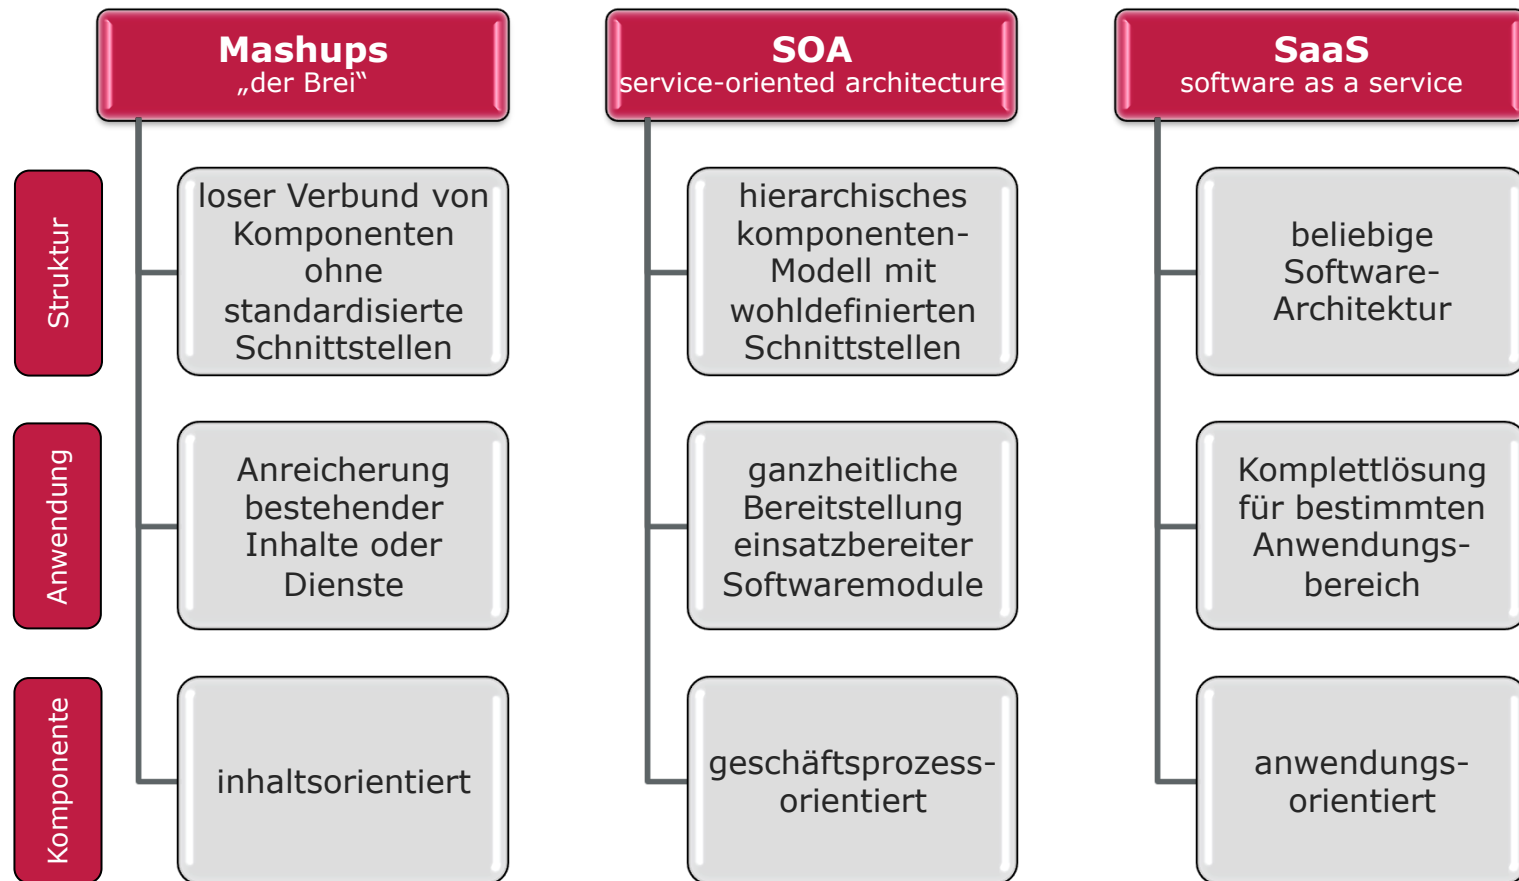 Mashups
„der Brei“
SOA
service-oriented architecture
SaaS
software as a service
Struktur
loser Verbund von
Komponenten
ohne
standardisierte
Schnittstellen
hierarchisches
komponenten-
Modell mit
wohldefinierten
Schnittstellen
beliebige
Software-
Architektur
Anwendung
Anreicherung
bestehender
Inhalte oder
Dienste
ganzheitliche
Bereitstellung
einsatzbereiter
Softwaremodule
Komplettlösung
für bestimmten
Anwendungs-
bereich
Komponente
inhaltsorientiert
geschäftsprozess-
orientiert
anwendungs-
orientiert